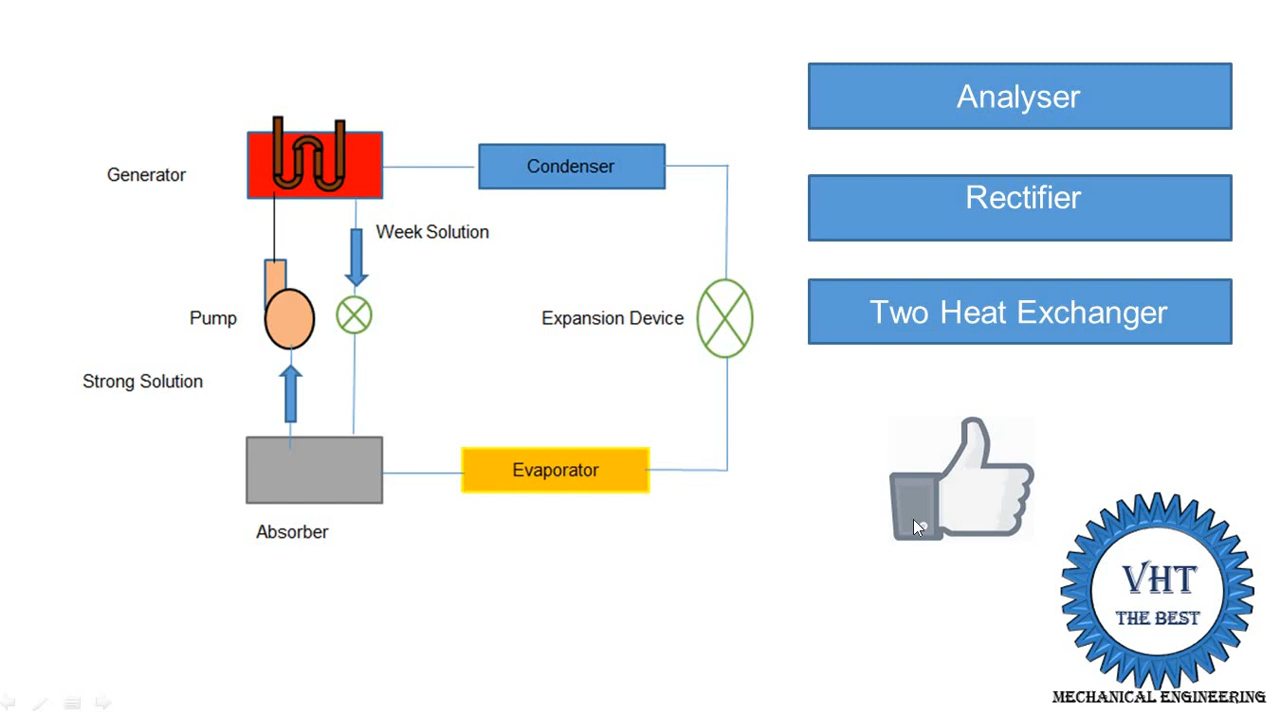 Analyser
Generator
Condenser
Rectifier
Week Solution
Pump
Expansion Device
Two Heat Exchanger
Strong Solution
Evaporator
Absorber
VHT
THE BEST
MECHANICAL ENGINEERING